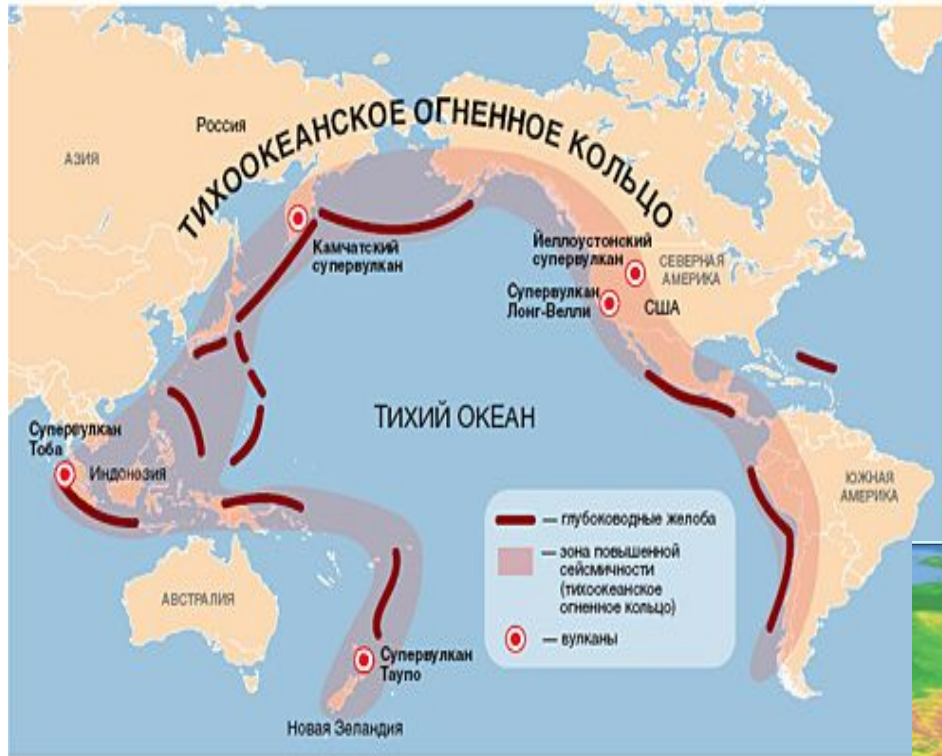 ТИХООКЕАНСКОЕ ОГНЕННОЕ КОЛЬЦО
Россия
АЗИЯ
Камчатский
супервулкан
Йеллоустонский
супервулкан
СЕВЕРНАЯ
АМЕРИКА
Супервулкан
Лонг-Велли
США
ТИХИЙ ОКЕАН
Супервулкан
Тоба
Индонезия
ЮЖНАЯ
АМЕРИКА
— глубоководные желоба
— зона повышенной
сейсмичности
(тихоокеанское
огненное кольцо)
— вулканы
АВСТРАЛИЯ
Супервулкан
Таупо
Новая Зеландия